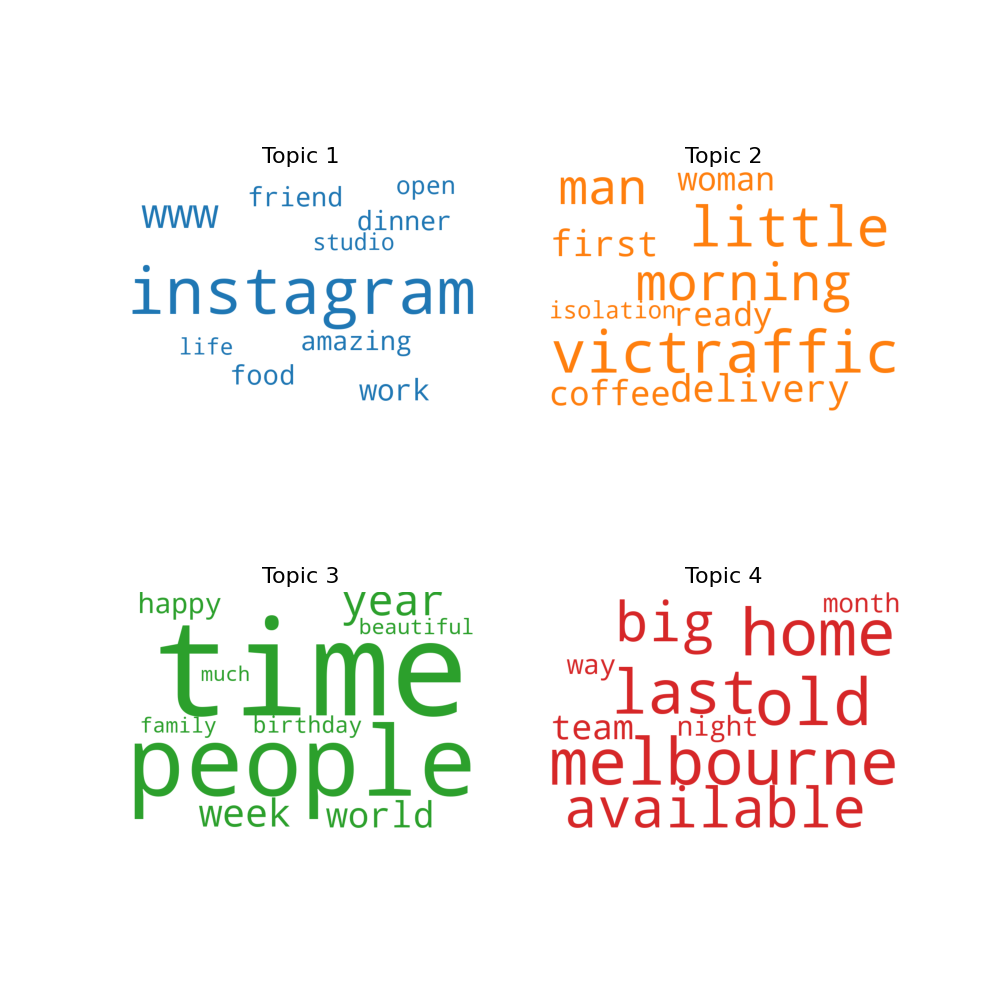 Topic 1
open
friend
www
dinner
studio
instagram
amazing
life
food
work
Topic 2
woman
man
little
first
morning
isolation
ready
victraffic
delivery
coffee
Topic 3
happy
year
beautiful
time
much
family
birthday
people
week
world
Topic 4
month
big
home
way
last
old
team
night
melbourne
available